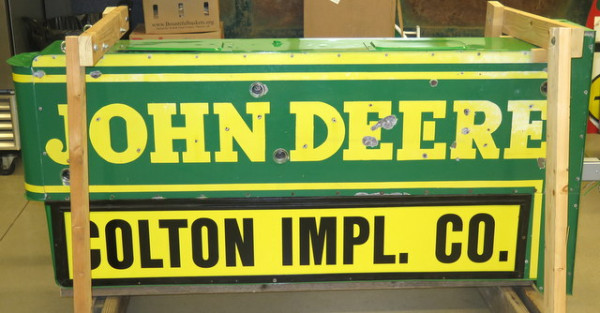 JOHN DEERE
COLTON IMPL. CO.